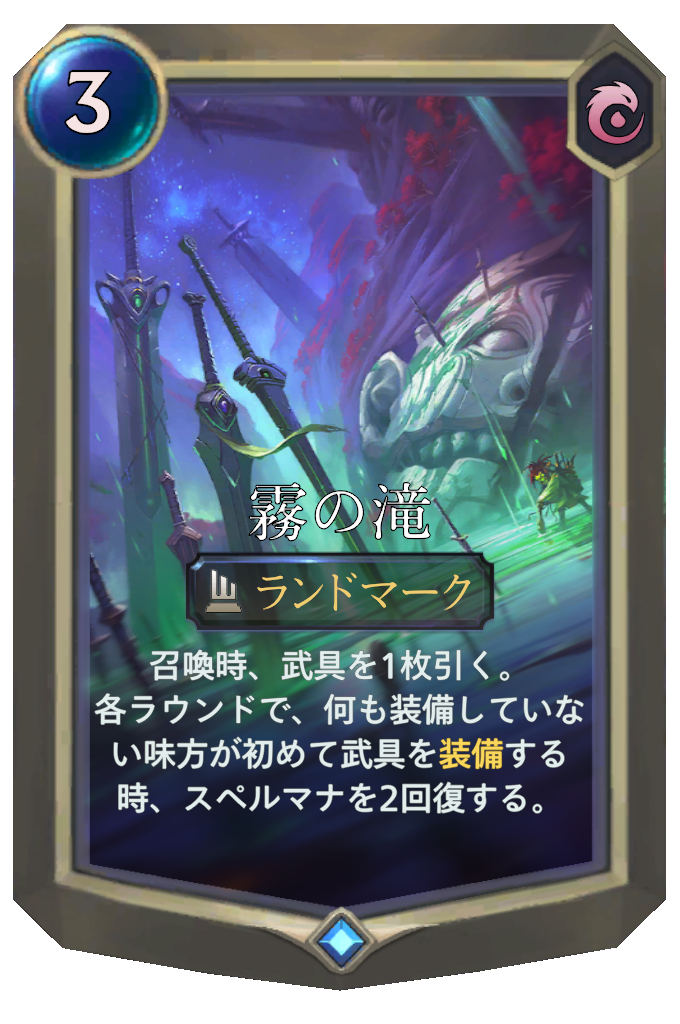 3
霧の滝
ランドマーク
召喚時、武具を1枚引く。
各ラウンドで、何も装備していな
い味方が初めて武具を装備する
時、スペルマナを2回復する。